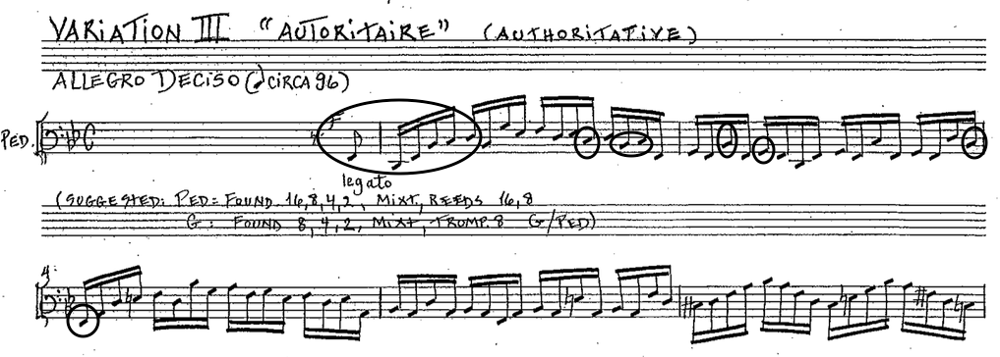 VARIATION III "AUTORITAIRE" (AUTHORITATIVE)
ALLEGRO DECISO (♩ CIRCA 96)
PED.
legato
(SUGGESTED: PED: FOUND. 16,8,4,2, MIXT, REEDS 16,8
G: FOUND 8,4,2, MIXT, TROMP. 8 G/PED)
4: